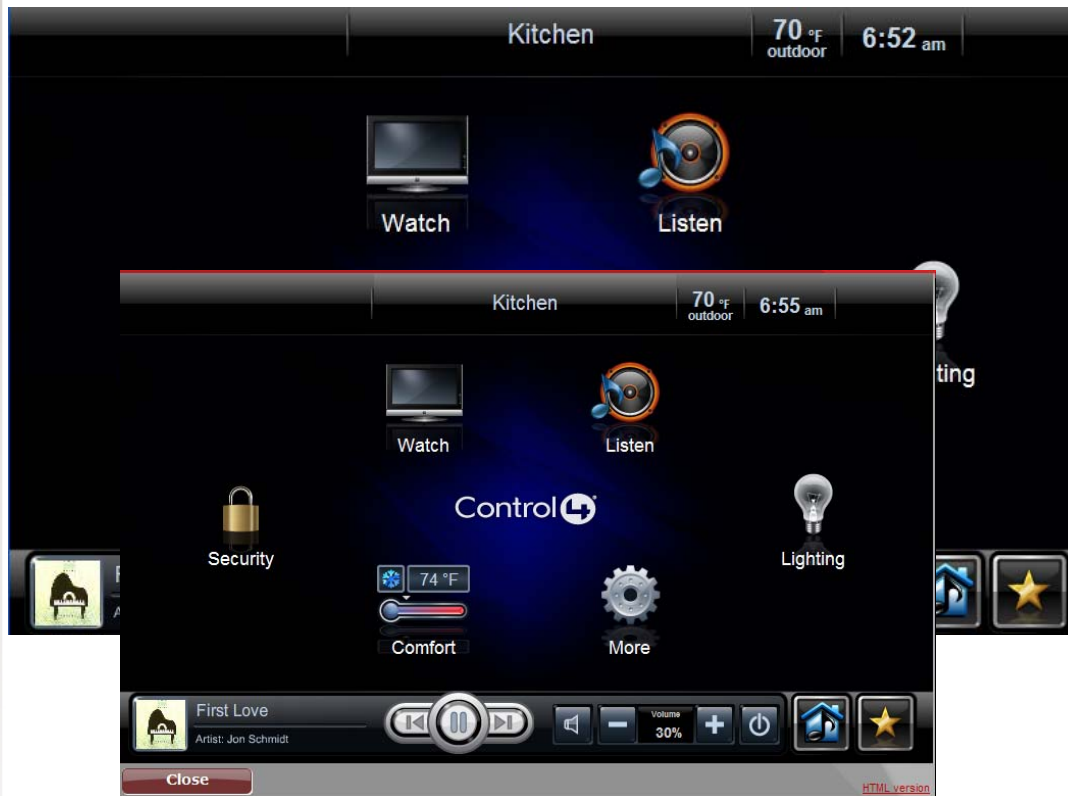 Kitchen
70 °F
outdoor
6:52 am
Watch
Listen
ting
Kitchen
70 °F
outdoor
6:55 am
Watch
Listen
Security
Control4
Lighting
74 °F
Comfort
More
First Love
Artist: Jon Schmidt
Volume
30%
Close
HTML version